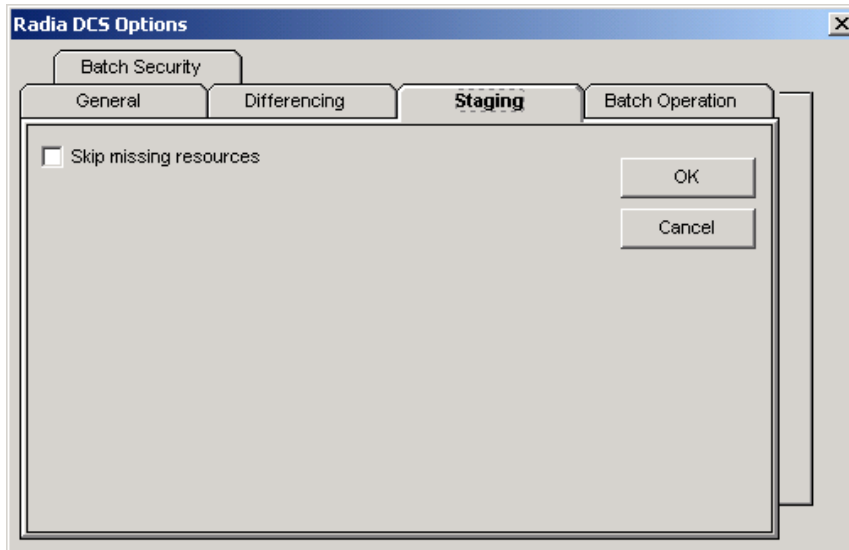 Radia DCS Options
Batch Security
General Differencing Staging Batch Operation
Skip missing resources
OK
Cancel